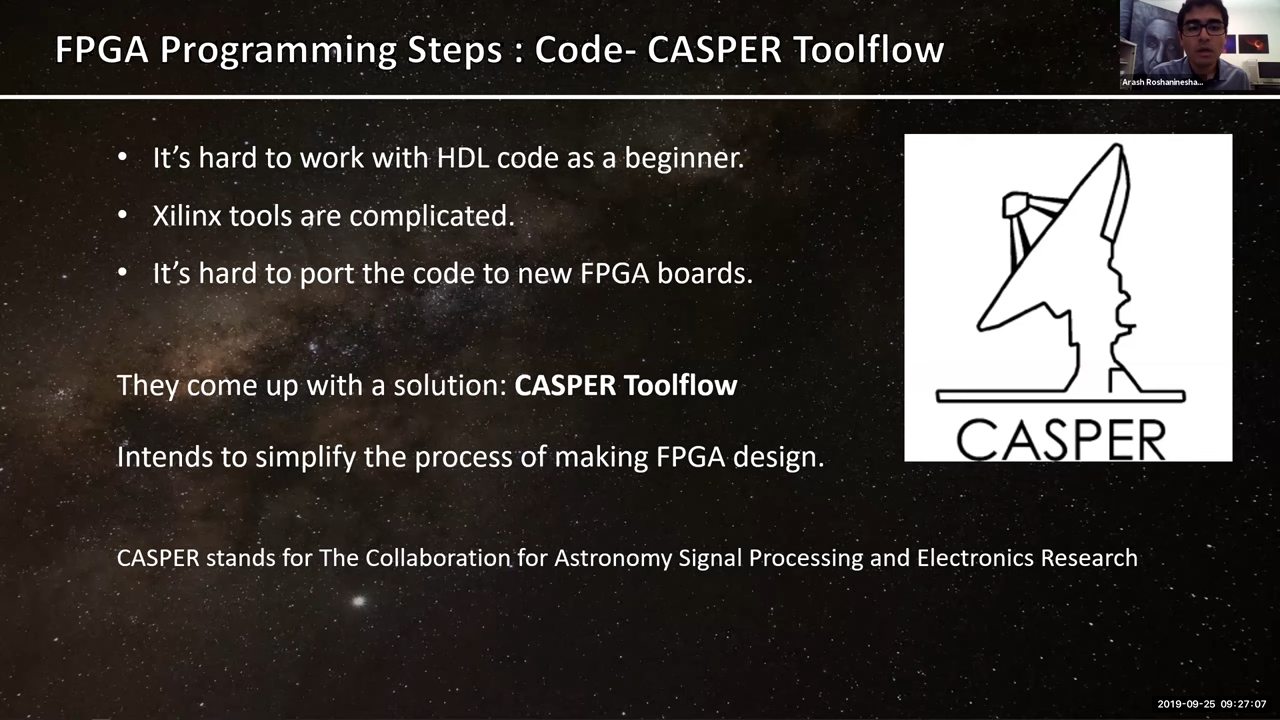 FPGA Programming Steps : Code- CASPER Toolflow
Arash Roshaninesha...
• It’s hard to work with HDL code as a beginner.
• Xilinx tools are complicated.
• It’s hard to port the code to new FPGA boards.
They come up with a solution: CASPER Toolflow
Intends to simplify the process of making FPGA design.
CASPER
CASPER stands for The Collaboration for Astronomy Signal Processing and Electronics Research
2019-09-25 09:27:07